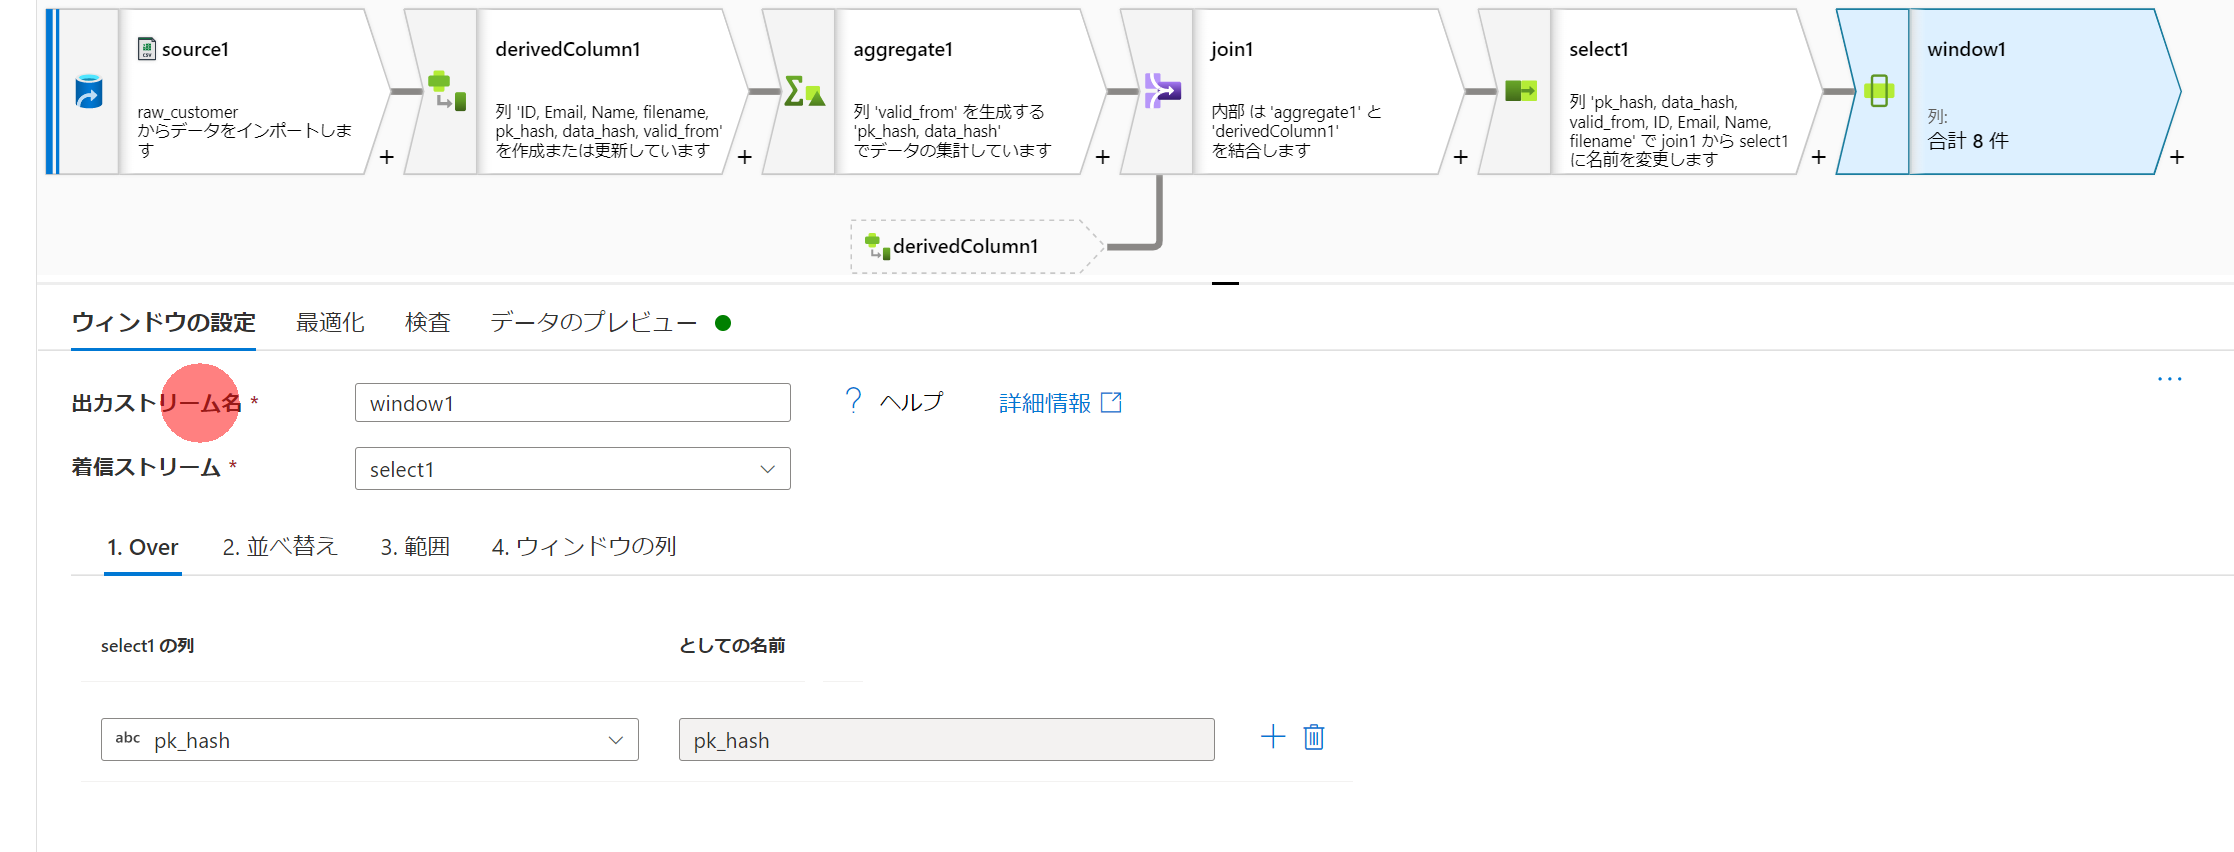 source1
raw_customer
からデータをインポートしま
す
+
derivedColumn1
列 'ID, Email, Name, filename,
pk_hash, data_hash, valid_from'
を作成または更新しています
+
aggregate1
列 'valid_from' を生成する
'pk_hash, data_hash'
でデータの集計しています
+
join1
内部 は 'aggregate1' と
'derivedColumn1'
を結合します
+
select1
列 'pk_hash, data_hash,
valid_from, ID, Email, Name,
filename' で join1 から select1
に名前を変更します
+
window1
列:
合計 8 件
+
derivedColumn1
ウィンドウの設定 最適化 検査 データのプレビュー
出力ストリーム名 * window1 ? ヘルプ 詳細情報 ...
着信ストリーム * select1
1. Over 2. 並べ替え 3. 範囲 4. ウィンドウの列
select1 の列 としての名前
abc pk_hash pk_hash